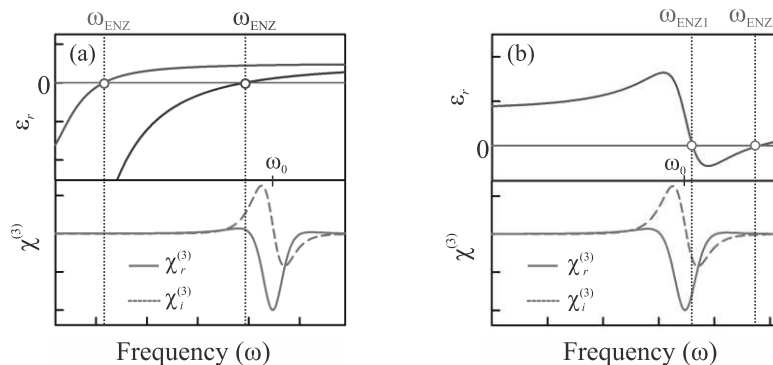 ω_ENZ ω_ENZ
(a)
0
ε_r
ω_0
χ^(3)
χ_r^(3)
χ_i^(3)
Frequency (ω)
ω_ENZ1 ω_ENZ
(b)
0
ε_r
ω_0
χ^(3)
χ_r^(3)
χ_i^(3)
Frequency (ω)